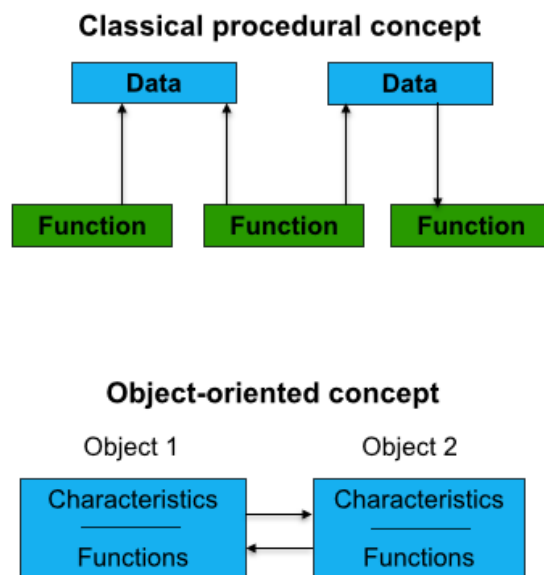 Classical procedural concept
Data Data
Function Function Function
Object-oriented concept
Object 1 Object 2
Characteristics Characteristics
Functions Functions